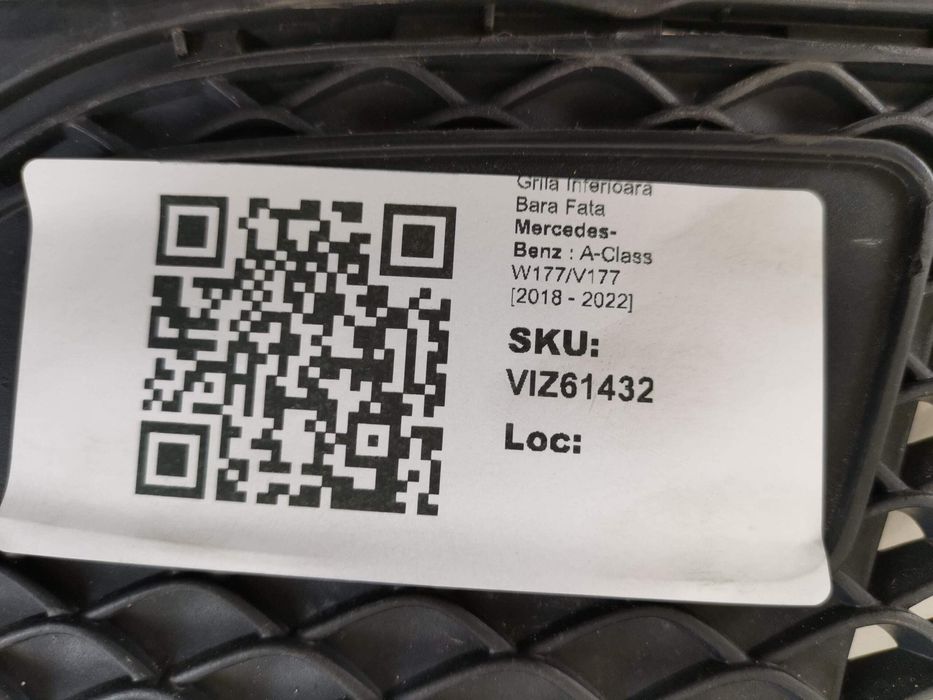 Grila Inferioara
Bara Fata
Mercedes-
Benz : A-Class
W177/V177
[2018 - 2022]
SKU:
VIZ61432
Loc: